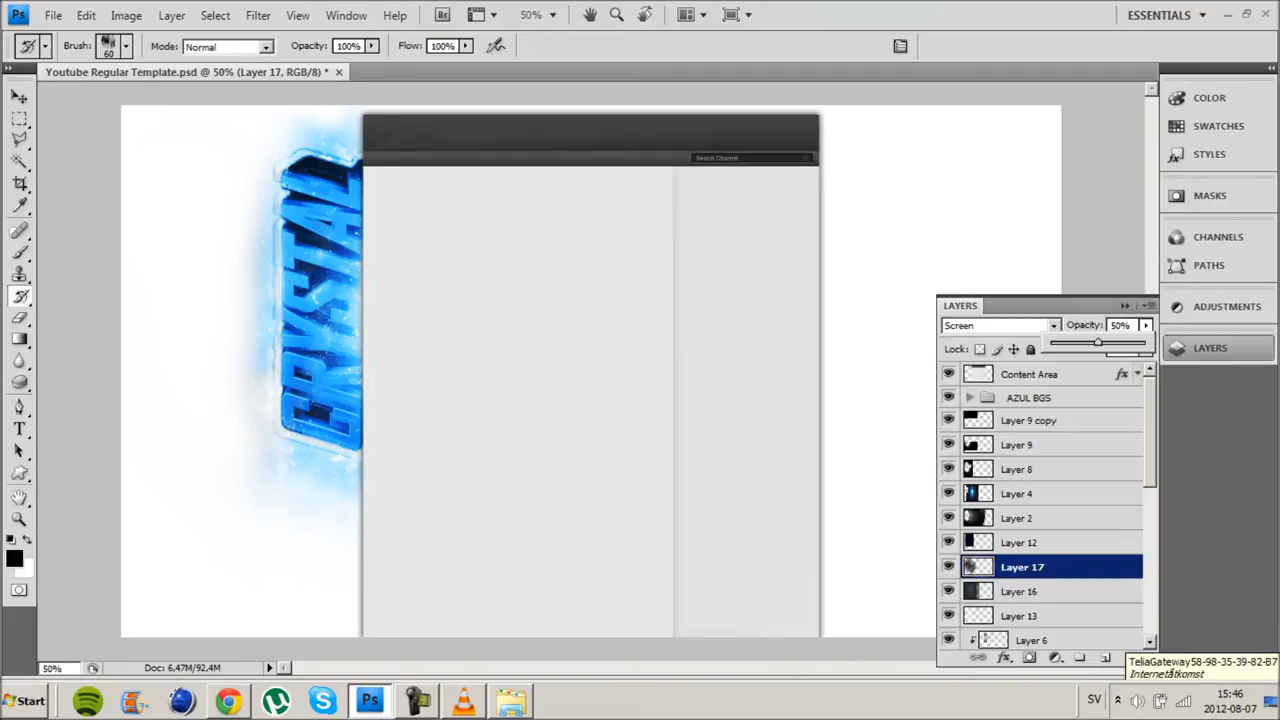 Ps File Edit Image Layer Select Filter View Window Help Br 50% ESSENTIALS
Brush: 60 Mode: Normal Opacity: 100% Flow: 100%
Youtube Regular Template.psd @ 50% (Layer 17, RGB/8) *
COLOR
SWATCHES
STYLES
MASKS
CHANNELS
PATHS
ADJUSTMENTS
LAYERS
Search Channel
CRYSTAL
LAYERS
Screen Opacity: 50%
Lock:
Content Area fx
AZUL BGS
Layer 9 copy
Layer 9
Layer 8
Layer 4
Layer 2
Layer 12
Layer 17
Layer 16
Layer 13
Layer 6
fx
T
50% Doc: 6,47M/92,4M
TeliaGateway58-98-35-39-82-B7
Internetåtkomst
Start Ps SV 15:46
2012-08-07